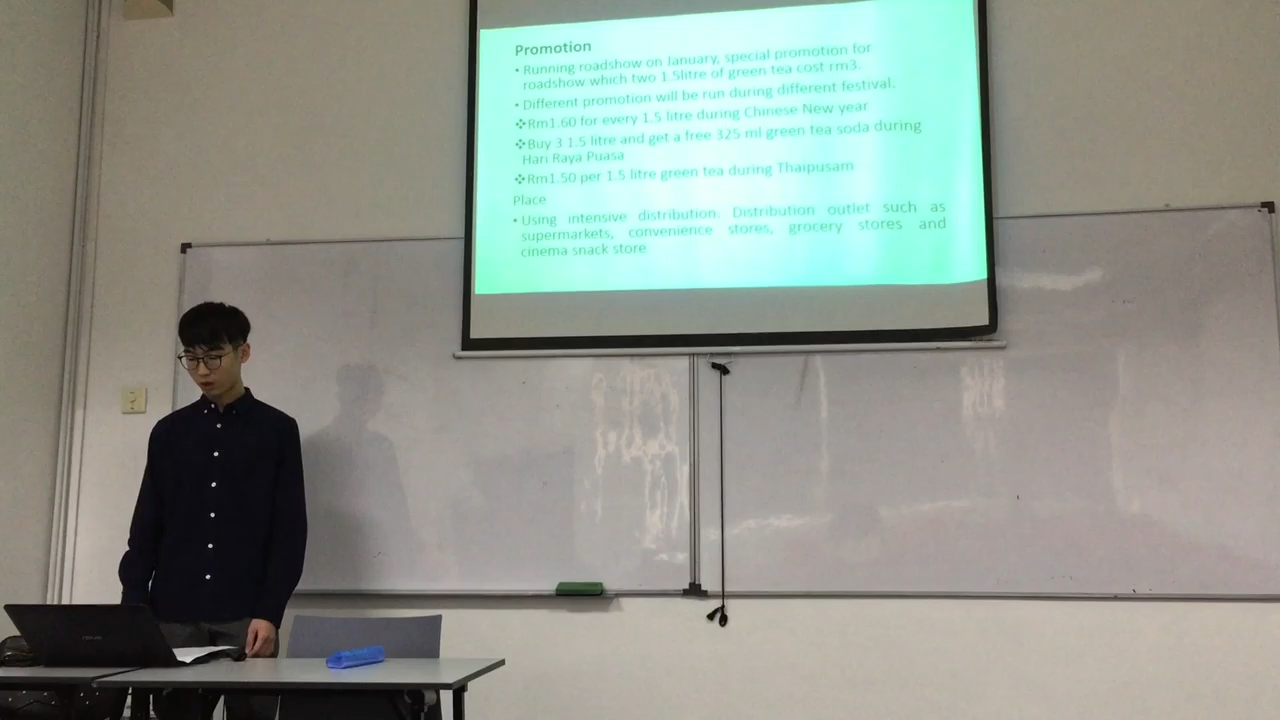 Promotion
• Running roadshow on January, special promotion for
roadshow which two 1.5litre of green tea cost rm3.
• Different promotion will be run during different festival.
❖Rm1.60 for every 1.5 litre during Chinese New year
❖Buy 3 1.5 litre and get a free 325 ml green tea soda during
Hari Raya Puasa
❖Rm1.50 per 1.5 litre green tea during Thaipusam
Place
• Using intensive distribution. Distribution outlet such as
supermarkets, convenience stores, grocery stores and
cinema snack store
ASUS